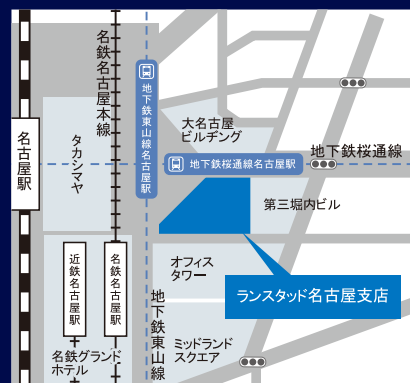 名鉄名古屋本線
地下鉄東山線名古屋駅
大名古屋
ビルヂング
地下鉄桜通線
名古屋駅
タカシマヤ
地下鉄桜通線名古屋駅
第三堀内ビル
オフィス
タワー
ランスタッド名古屋支店
近鉄名古屋駅
名鉄名古屋駅
地下鉄東山線
名鉄グランド
ホテル
ミッドランド
スクエア